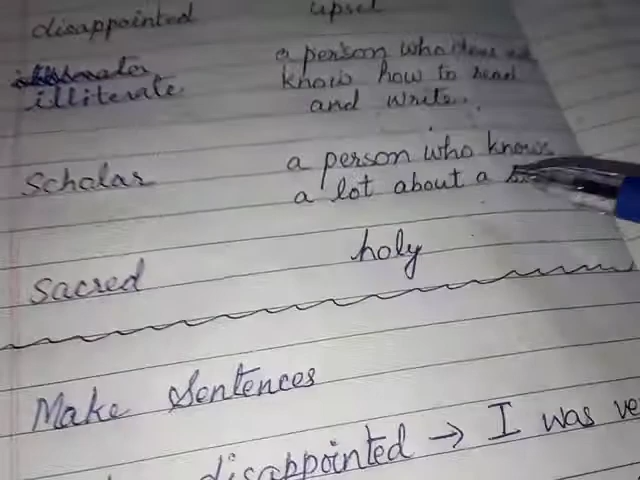 disappointed upset
illiterate a person who does not
know how to read
and write.
Scholar a person who knows
a lot about a
Sacred holy
Make Sentences
disappointed → I was ve